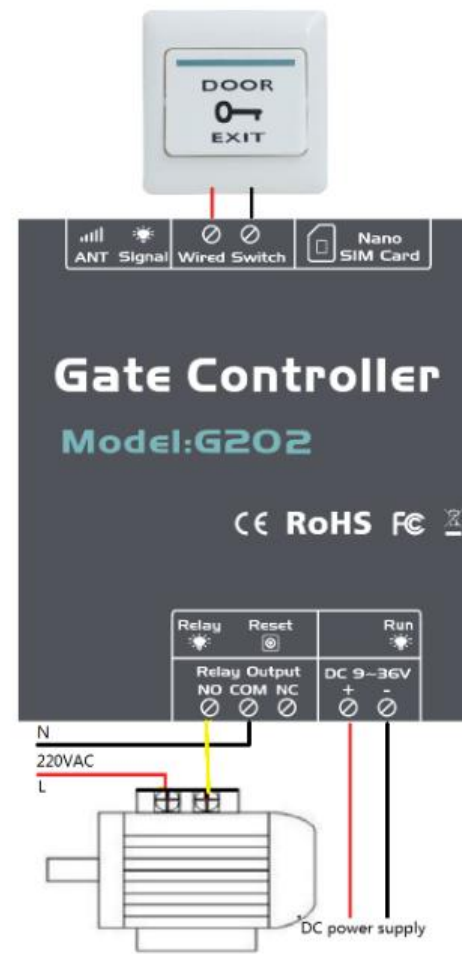 DOOR
EXIT
ANT Signal Wired Switch Nano SIM Card
Gate Controller
Model:G202
CE RoHS FC
Relay Reset Run
Relay Output DC 9~36V
NO COM NC + -
N
220VAC
L
DC power supply